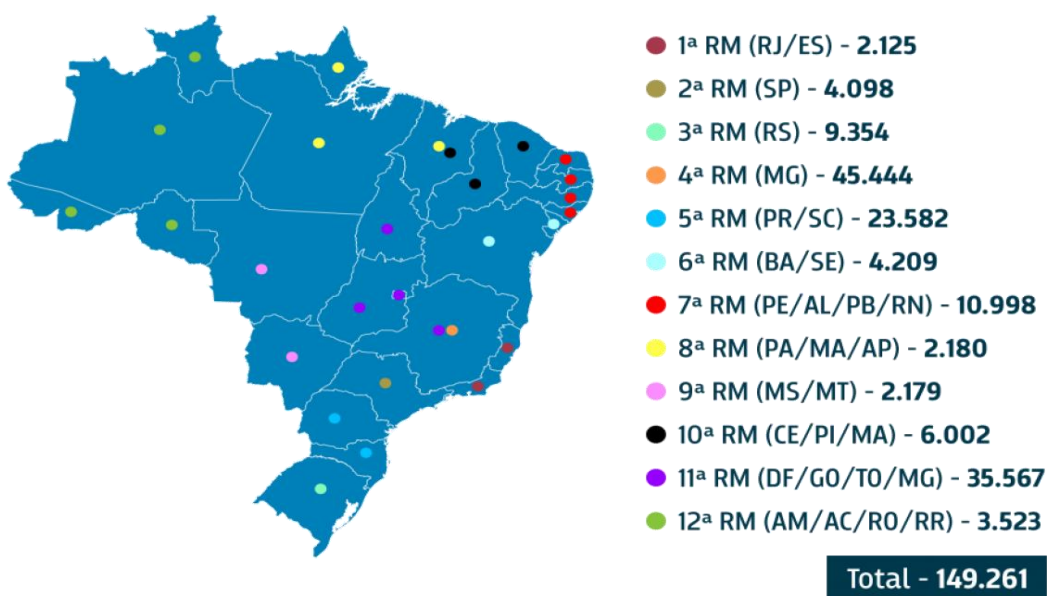 1ª RM (RJ/ES) - 2.125
2ª RM (SP) - 4.098
3ª RM (RS) - 9.354
4ª RM (MG) - 45.444
5ª RM (PR/SC) - 23.582
6ª RM (BA/SE) - 4.209
7ª RM (PE/AL/PB/RN) - 10.998
8ª RM (PA/MA/AP) - 2.180
9ª RM (MS/MT) - 2.179
10ª RM (CE/PI/MA) - 6.002
11ª RM (DF/GO/TO/MG) - 35.567
12ª RM (AM/AC/RO/RR) - 3.523
Total - 149.261